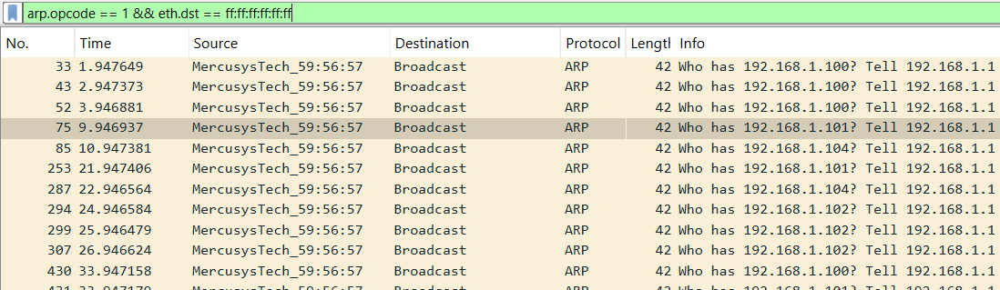 arp.opcode == 1 && eth.dst == ff:ff:ff:ff:ff:ff
No. Time Source Destination Protocol Length Info
33 1.947649 MercusysTech_59:56:57 Broadcast ARP 42 Who has 192.168.1.100? Tell 192.168.1.1
43 2.947373 MercusysTech_59:56:57 Broadcast ARP 42 Who has 192.168.1.100? Tell 192.168.1.1
52 3.946881 MercusysTech_59:56:57 Broadcast ARP 42 Who has 192.168.1.100? Tell 192.168.1.1
75 9.946937 MercusysTech_59:56:57 Broadcast ARP 42 Who has 192.168.1.101? Tell 192.168.1.1
85 10.947381 MercusysTech_59:56:57 Broadcast ARP 42 Who has 192.168.1.104? Tell 192.168.1.1
253 21.947406 MercusysTech_59:56:57 Broadcast ARP 42 Who has 192.168.1.101? Tell 192.168.1.1
287 22.946564 MercusysTech_59:56:57 Broadcast ARP 42 Who has 192.168.1.104? Tell 192.168.1.1
294 24.946584 MercusysTech_59:56:57 Broadcast ARP 42 Who has 192.168.1.102? Tell 192.168.1.1
299 25.946479 MercusysTech_59:56:57 Broadcast ARP 42 Who has 192.168.1.102? Tell 192.168.1.1
307 26.946624 MercusysTech_59:56:57 Broadcast ARP 42 Who has 192.168.1.102? Tell 192.168.1.1
430 33.947158 MercusysTech_59:56:57 Broadcast ARP 42 Who has 192.168.1.100? Tell 192.168.1.1